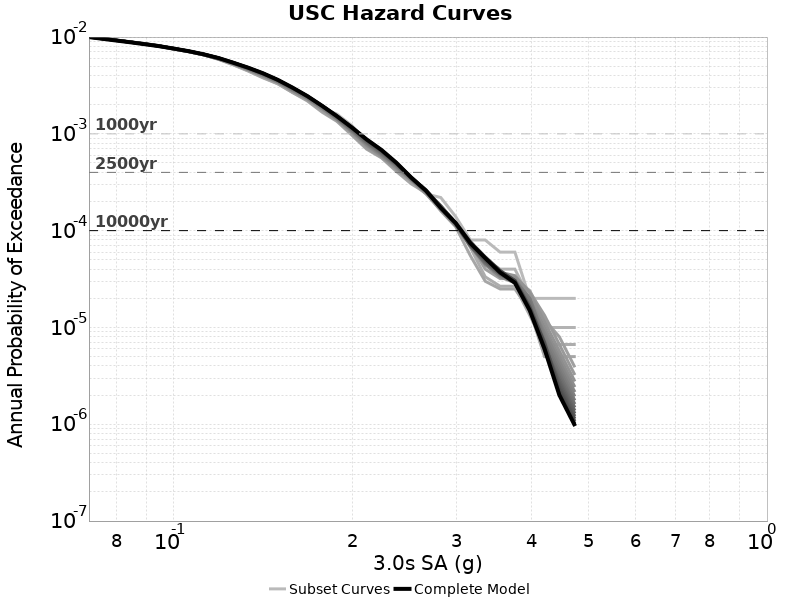 USC Hazard Curves
Annual Probability of Exceedance
10-2
10-3
10-4
10-5
10-6
10-7
1000yr
2500yr
10000yr
8 10-1 2 3 4 5 6 7 8 100
3.0s SA (g)
Subset Curves Complete Model